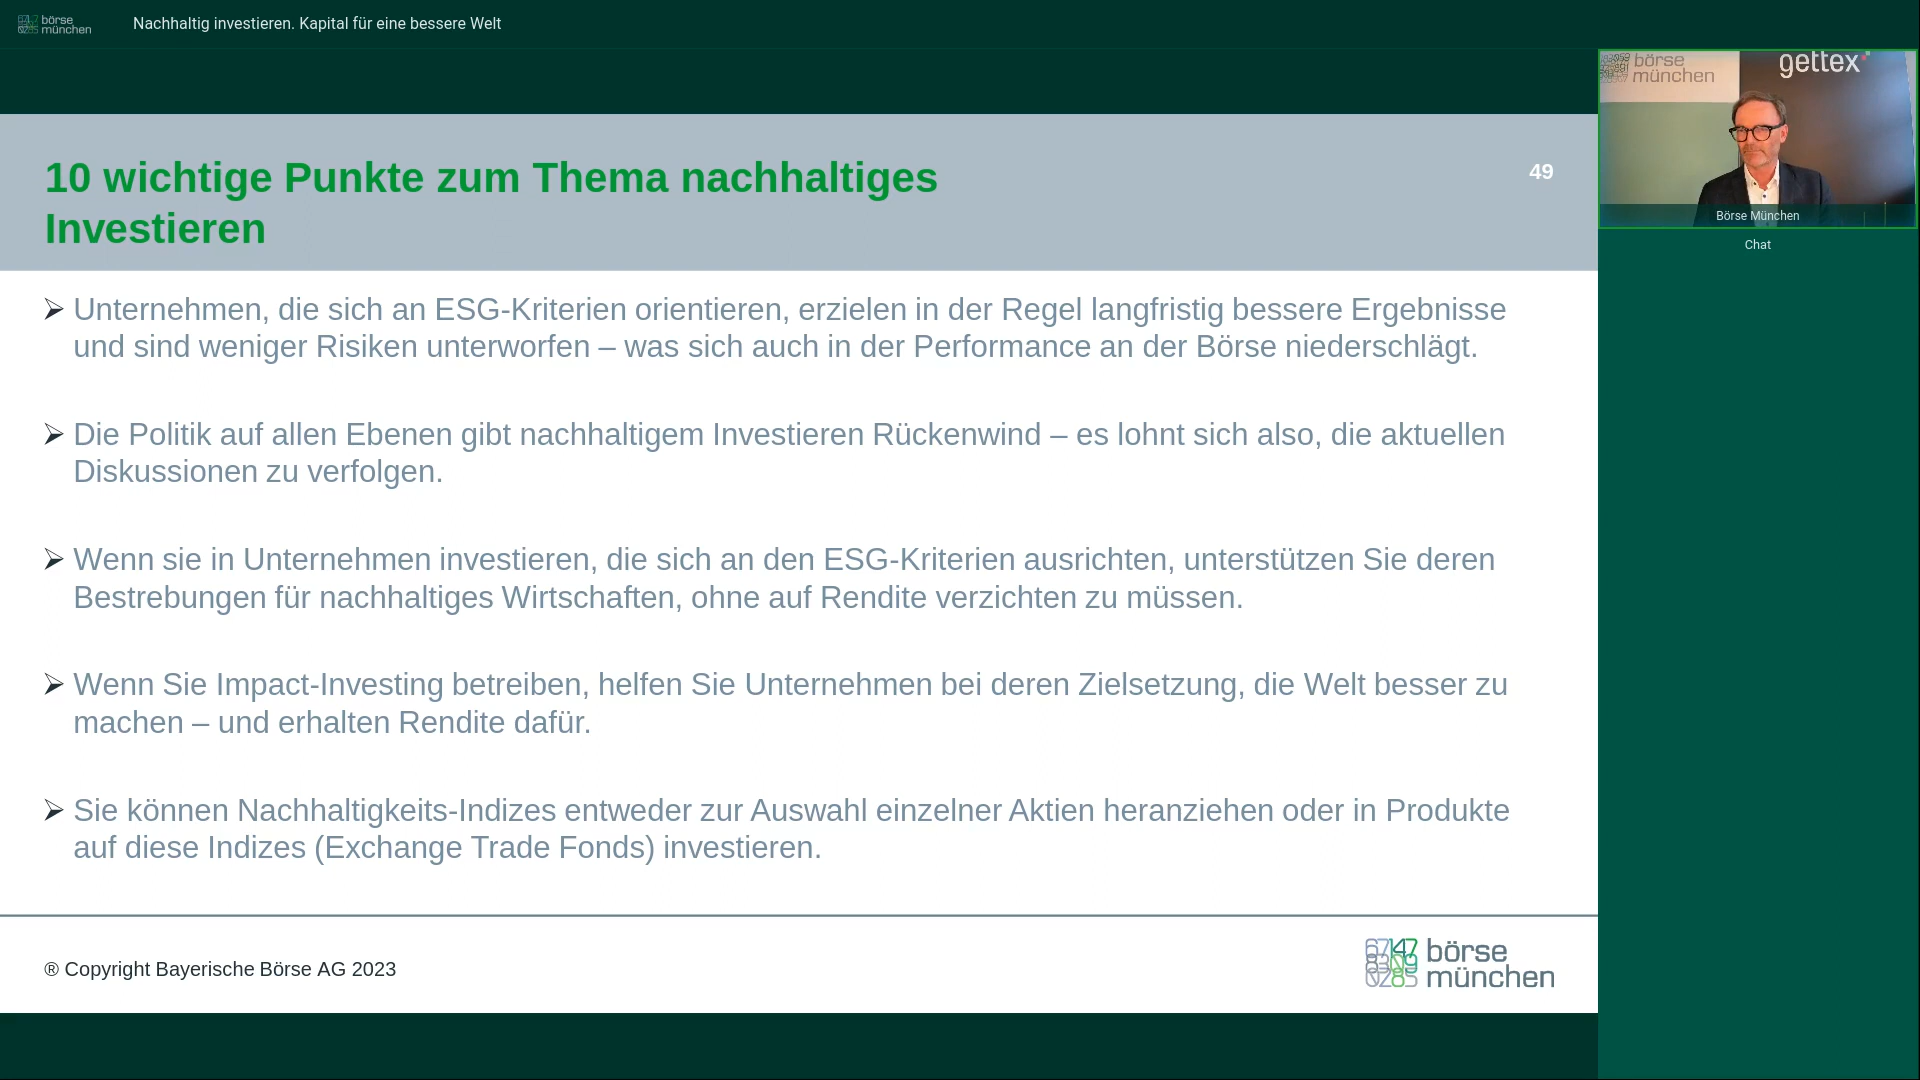 börse
münchen
Nachhaltig investieren. Kapital für eine bessere Welt
10 wichtige Punkte zum Thema nachhaltiges
Investieren
49
Unternehmen, die sich an ESG-Kriterien orientieren, erzielen in der Regel langfristig bessere Ergebnisse
und sind weniger Risiken unterworfen – was sich auch in der Performance an der Börse niederschlägt.
Die Politik auf allen Ebenen gibt nachhaltigem Investieren Rückenwind – es lohnt sich also, die aktuellen
Diskussionen zu verfolgen.
Wenn sie in Unternehmen investieren, die sich an den ESG-Kriterien ausrichten, unterstützen Sie deren
Bestrebungen für nachhaltiges Wirtschaften, ohne auf Rendite verzichten zu müssen.
Wenn Sie Impact-Investing betreiben, helfen Sie Unternehmen bei deren Zielsetzung, die Welt besser zu
machen – und erhalten Rendite dafür.
Sie können Nachhaltigkeits-Indizes entweder zur Auswahl einzelner Aktien heranziehen oder in Produkte
auf diese Indizes (Exchange Trade Fonds) investieren.
® Copyright Bayerische Börse AG 2023
börse
münchen
börse
münchen
gettex
Börse München
Chat